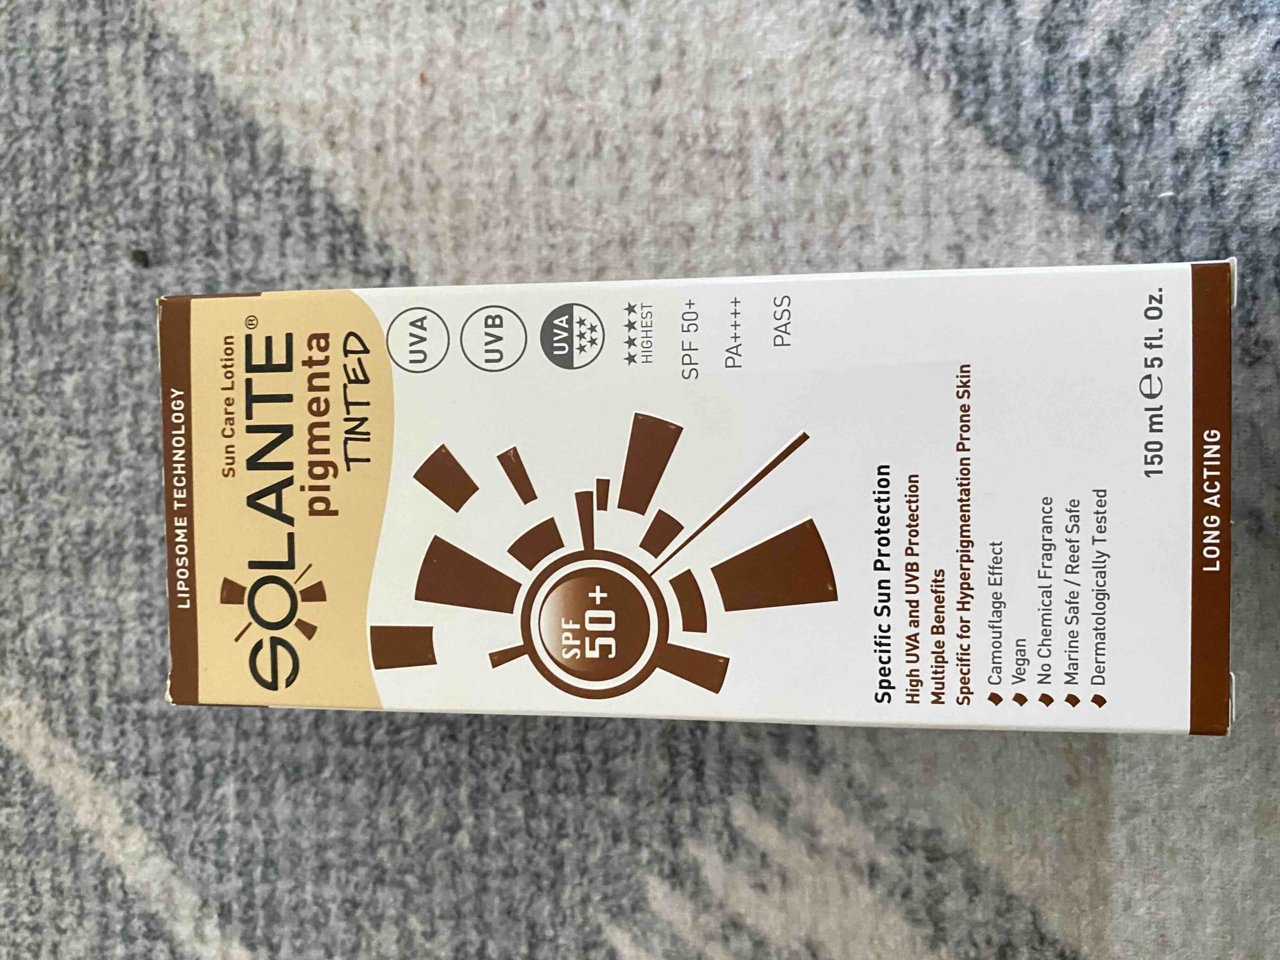 LIPOSOME TECHNOLOGY
Sun Care Lotion
SOLANTE®
pigmenta
TINTED
UVA
UVB
UVA
★★★
★★
★★★★
HIGHEST
SPF 50+
PA++++
PASS
SPF
50+
Specific Sun Protection
High UVA and UVB Protection
Multiple Benefits
Specific for Hyperpigmentation Prone Skin
Camouflage Effect
Vegan
No Chemical Fragrance
Marine Safe / Reef Safe
Dermatologically Tested
150 ml ℮ 5 fl. Oz.
LONG ACTING